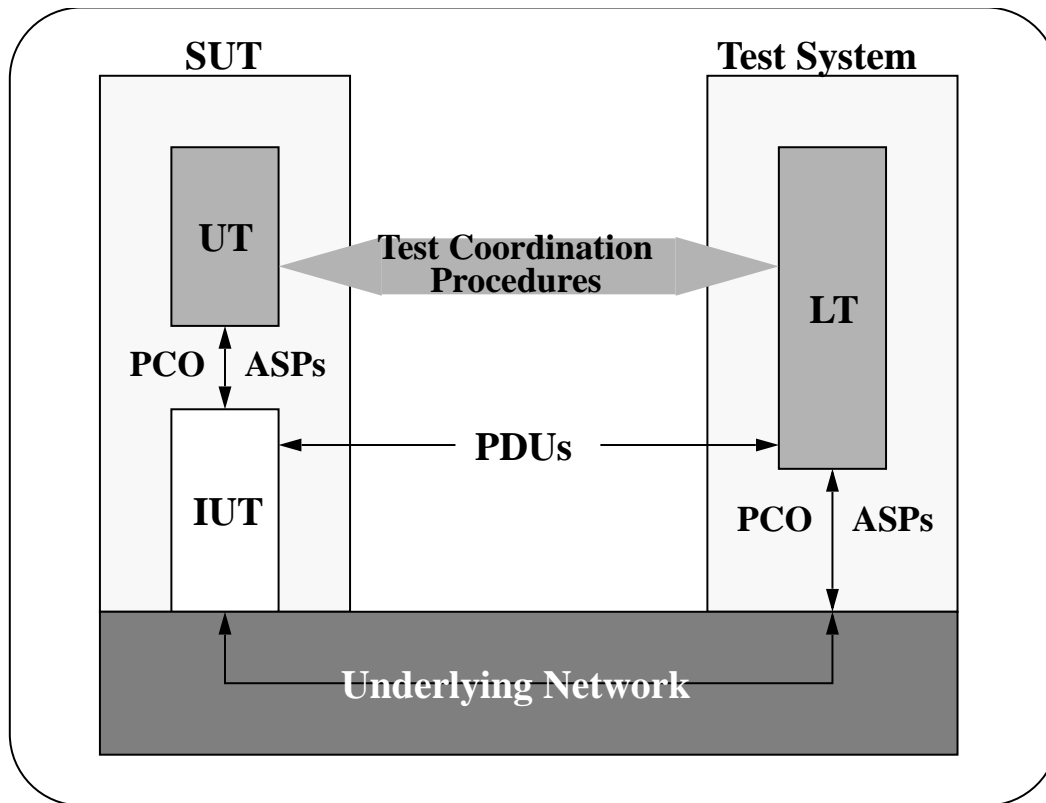 SUT
Test System
UT
Test Coordination
Procedures
LT
PCO
ASPs
PDUs
IUT
PCO
ASPs
Underlying Network